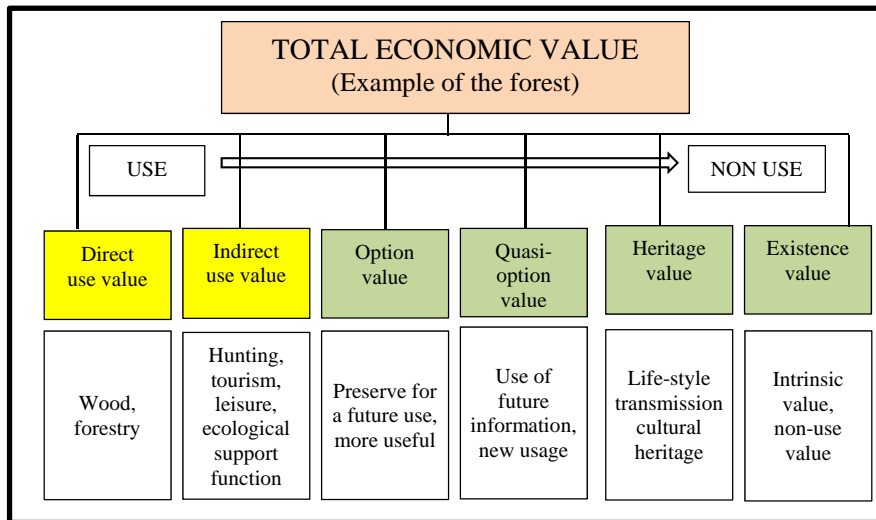 TOTAL ECONOMIC VALUE
(Example of the forest)
USE
NON USE
Direct
use value
Indirect
use value
Option
value
Quasi-
option
value
Heritage
value
Existence
value
Wood,
forestry
Hunting,
tourism,
leisure,
ecological
support
function
Preserve for
a future use,
more useful
Use of
future
information,
new usage
Life-style
transmission
cultural
heritage
Intrinsic
value,
non-use
value